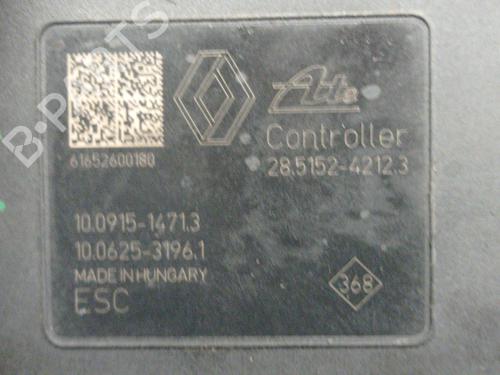 B-PARTS
Ate
Controller
61652600180
28.5152-4212.3
10.0915-1471.3
10.0625-3196.1
MADE IN HUNGARY
ESC
368